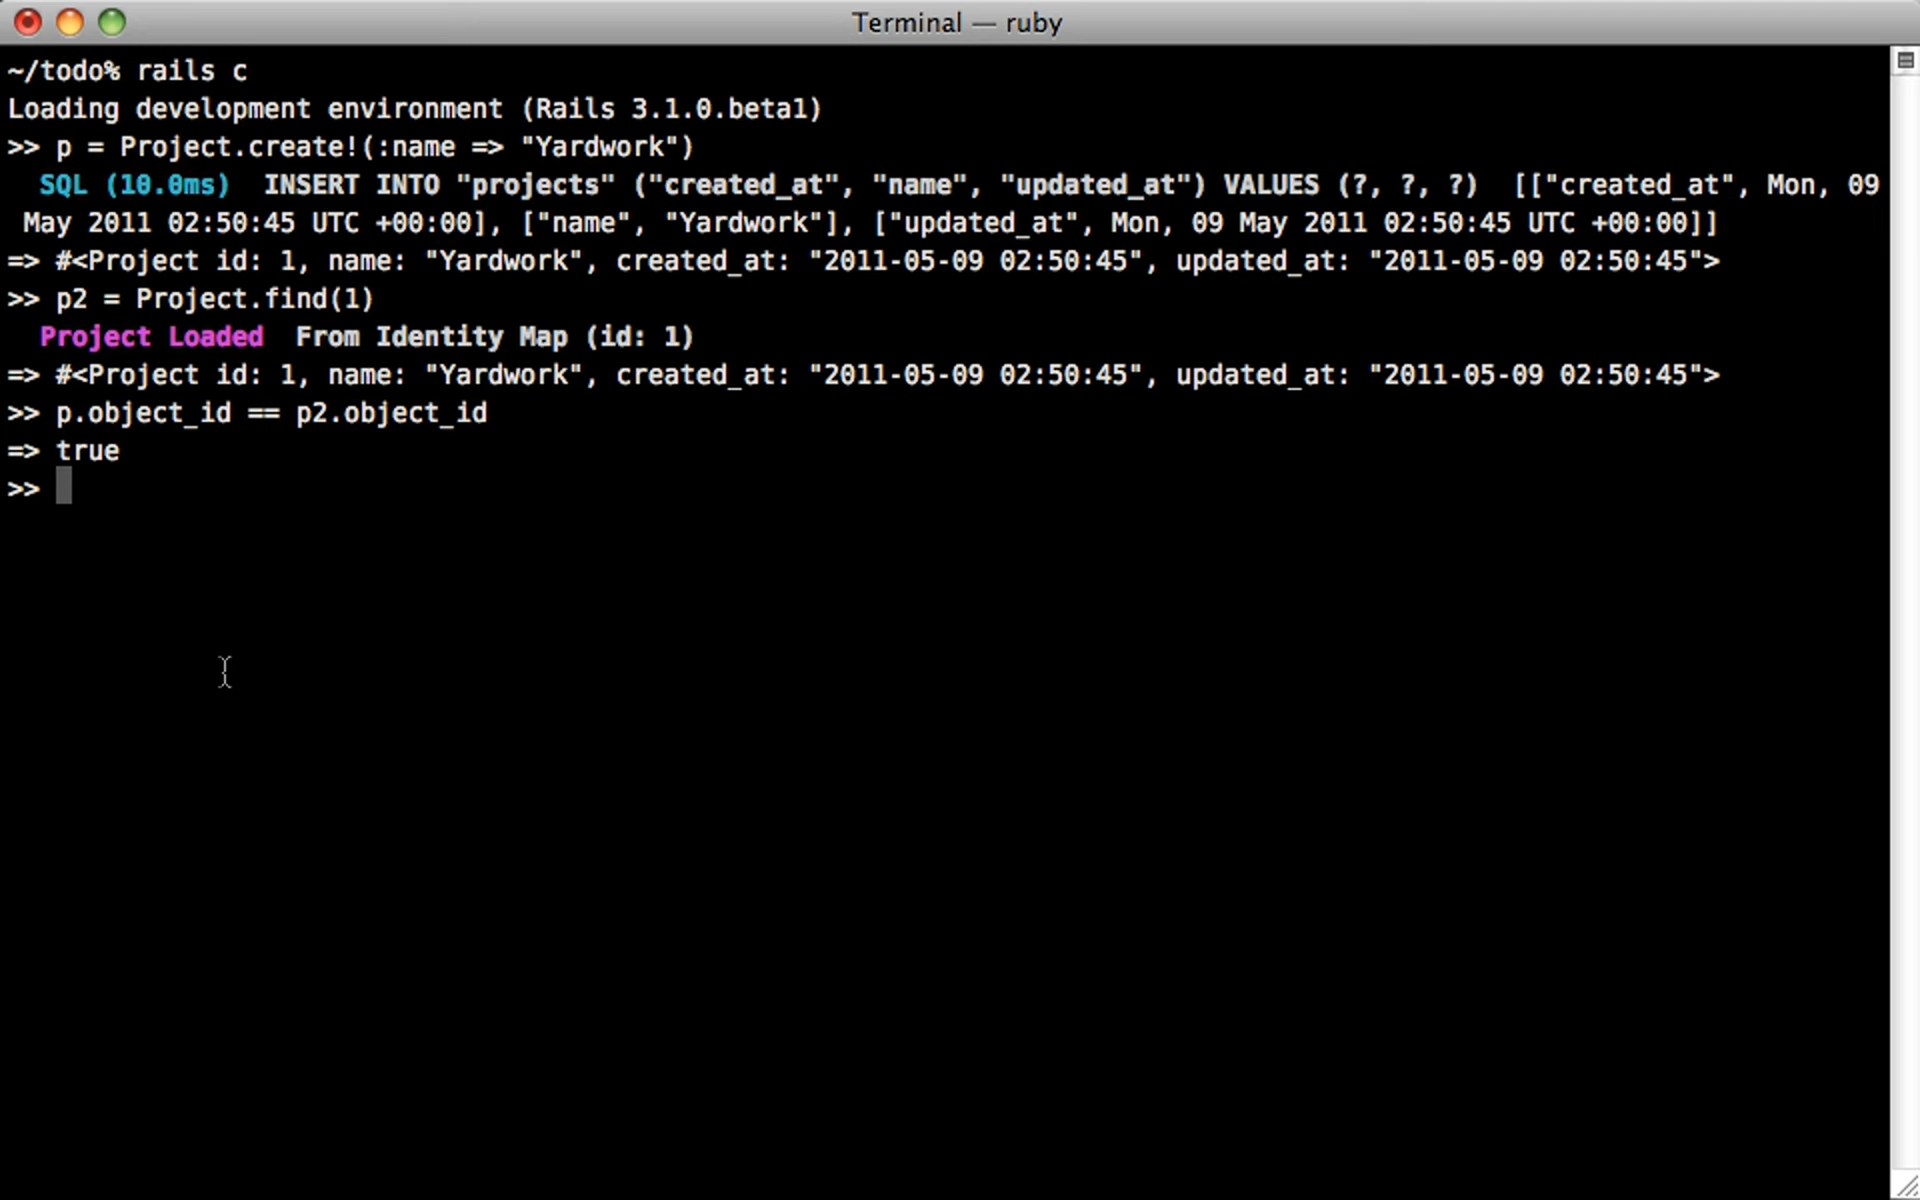 Terminal — ruby
~/todo% rails c
Loading development environment (Rails 3.1.0.beta1)
>> p = Project.create!(:name => "Yardwork")
  SQL (10.0ms)  INSERT INTO "projects" ("created_at", "name", "updated_at") VALUES (?, ?, ?)  [["created_at", Mon, 09
 May 2011 02:50:45 UTC +00:00], ["name", "Yardwork"], ["updated_at", Mon, 09 May 2011 02:50:45 UTC +00:00]]
=> #<Project id: 1, name: "Yardwork", created_at: "2011-05-09 02:50:45", updated_at: "2011-05-09 02:50:45">
>> p2 = Project.find(1)
  Project Loaded  From Identity Map (id: 1)
=> #<Project id: 1, name: "Yardwork", created_at: "2011-05-09 02:50:45", updated_at: "2011-05-09 02:50:45">
>> p.object_id == p2.object_id
=> true
>>